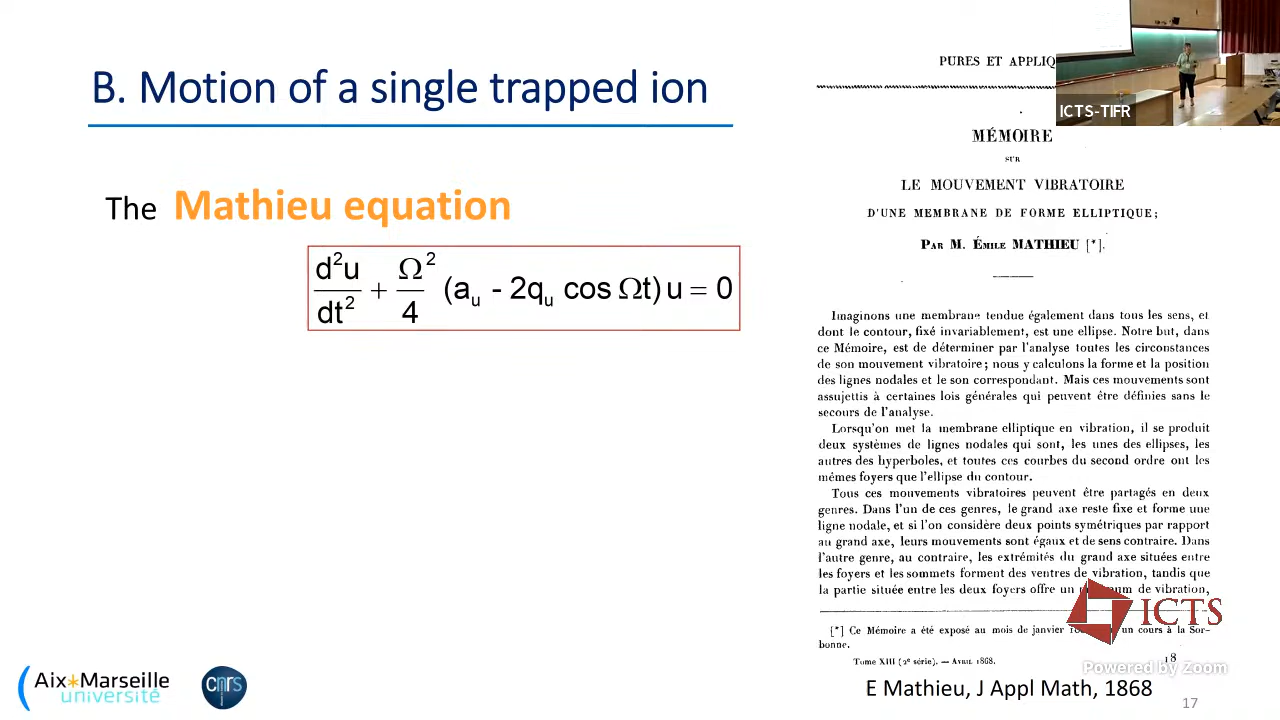 B. Motion of a single trapped ion
The Mathieu equation
d²u/dt² + Ω²/4 (aᵤ - 2qᵤ cos Ωt) u = 0
PURES ET APPLIQ
ICTS-TIFR
MÉMOIRE
SUR
LE MOUVEMENT VIBRATOIRE
D'UNE MEMBRANE DE FORME ELLIPTIQUE;
PAR M. ÉMILE MATHIEU [*].
Imaginons une membrane tendue également dans tous les sens, et
dont le contour, fixé invariablement, est une ellipse. Notre but, dans
ce Mémoire, est de déterminer par l'analyse toutes les circonstances
de son mouvement vibratoire; nous y calculons la forme et la position
des lignes nodales et le son correspondant. Mais ces mouvements sont
assujettis à certaines lois générales qui peuvent être définies sans le
secours de l'analyse.
Lorsqu'on met la membrane elliptique en vibration, il se produit
deux systèmes de lignes nodales qui sont, les unes des ellipses, les
autres des hyperboles, et toutes ces courbes du second ordre ont les
mêmes foyers que l'ellipse du contour.
Tous ces mouvements vibratoires peuvent être partagés en deux
genres. Dans l'un de ces genres, le grand axe reste fixe et forme une
ligne nodale, et si l'on considère deux points symétriques par rapport
au grand axe, leurs mouvements sont égaux et de sens contraire. Dans
l'autre genre, au contraire, les extrémités du grand axe situées entre
les foyers et les sommets forment des ventres de vibration, tandis que
la partie située entre les deux foyers offre un um de vibration,
ICTS
[*] Ce Mémoire a été exposé au mois de janvier un cours à la Sor-
bonne.
Tome XIII (2e série). — AVRIL 1868.
18
Powered by Zoom
E Mathieu, J Appl Math, 1868
17
Aix*Marseille
université
cnrs